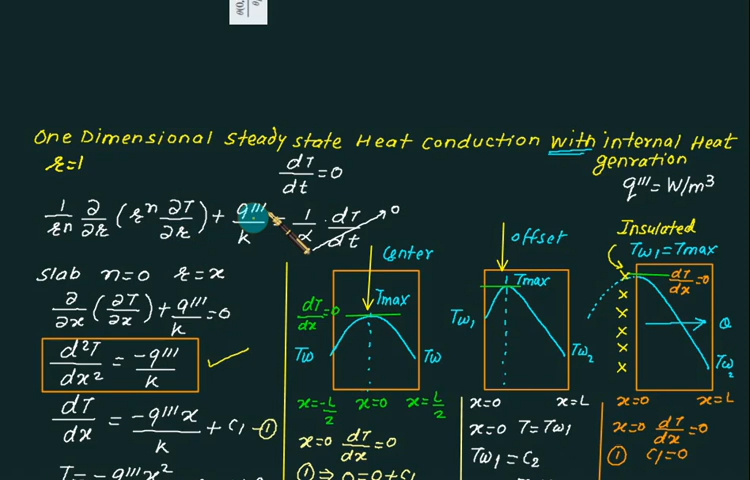 One Dimensional Steady state Heat conduction with internal Heat genration
r=1
dT/dt = 0
q''' = W/m³
1/rⁿ ∂/∂r (rⁿ ∂T/∂r) + q'''/k = 1/α · dT/dt → 0
slab n=0 r=x
∂/∂x (∂T/∂x) + q'''/k = 0
d²T/dx² = -q'''/k
dT/dx = -q'''x/k + C₁ - ①
T = -q'''x²
center
Tmax
dT/dx = 0
Tw Tw
x=-L/2 x=0 x=L/2
x=0 dT/dx = 0
① ⇒ 0 = 0 + C₁
offset
Tmax
Tw₁
Tw₂
x=0 x=L
x=0 T=Tw₁
Tw₁ = C₂
Insulated
Tw₁ = Tmax
dT/dx = 0
Q
Tw₂
x=0 x=L
x=0 dT/dx = 0
① C₁=0